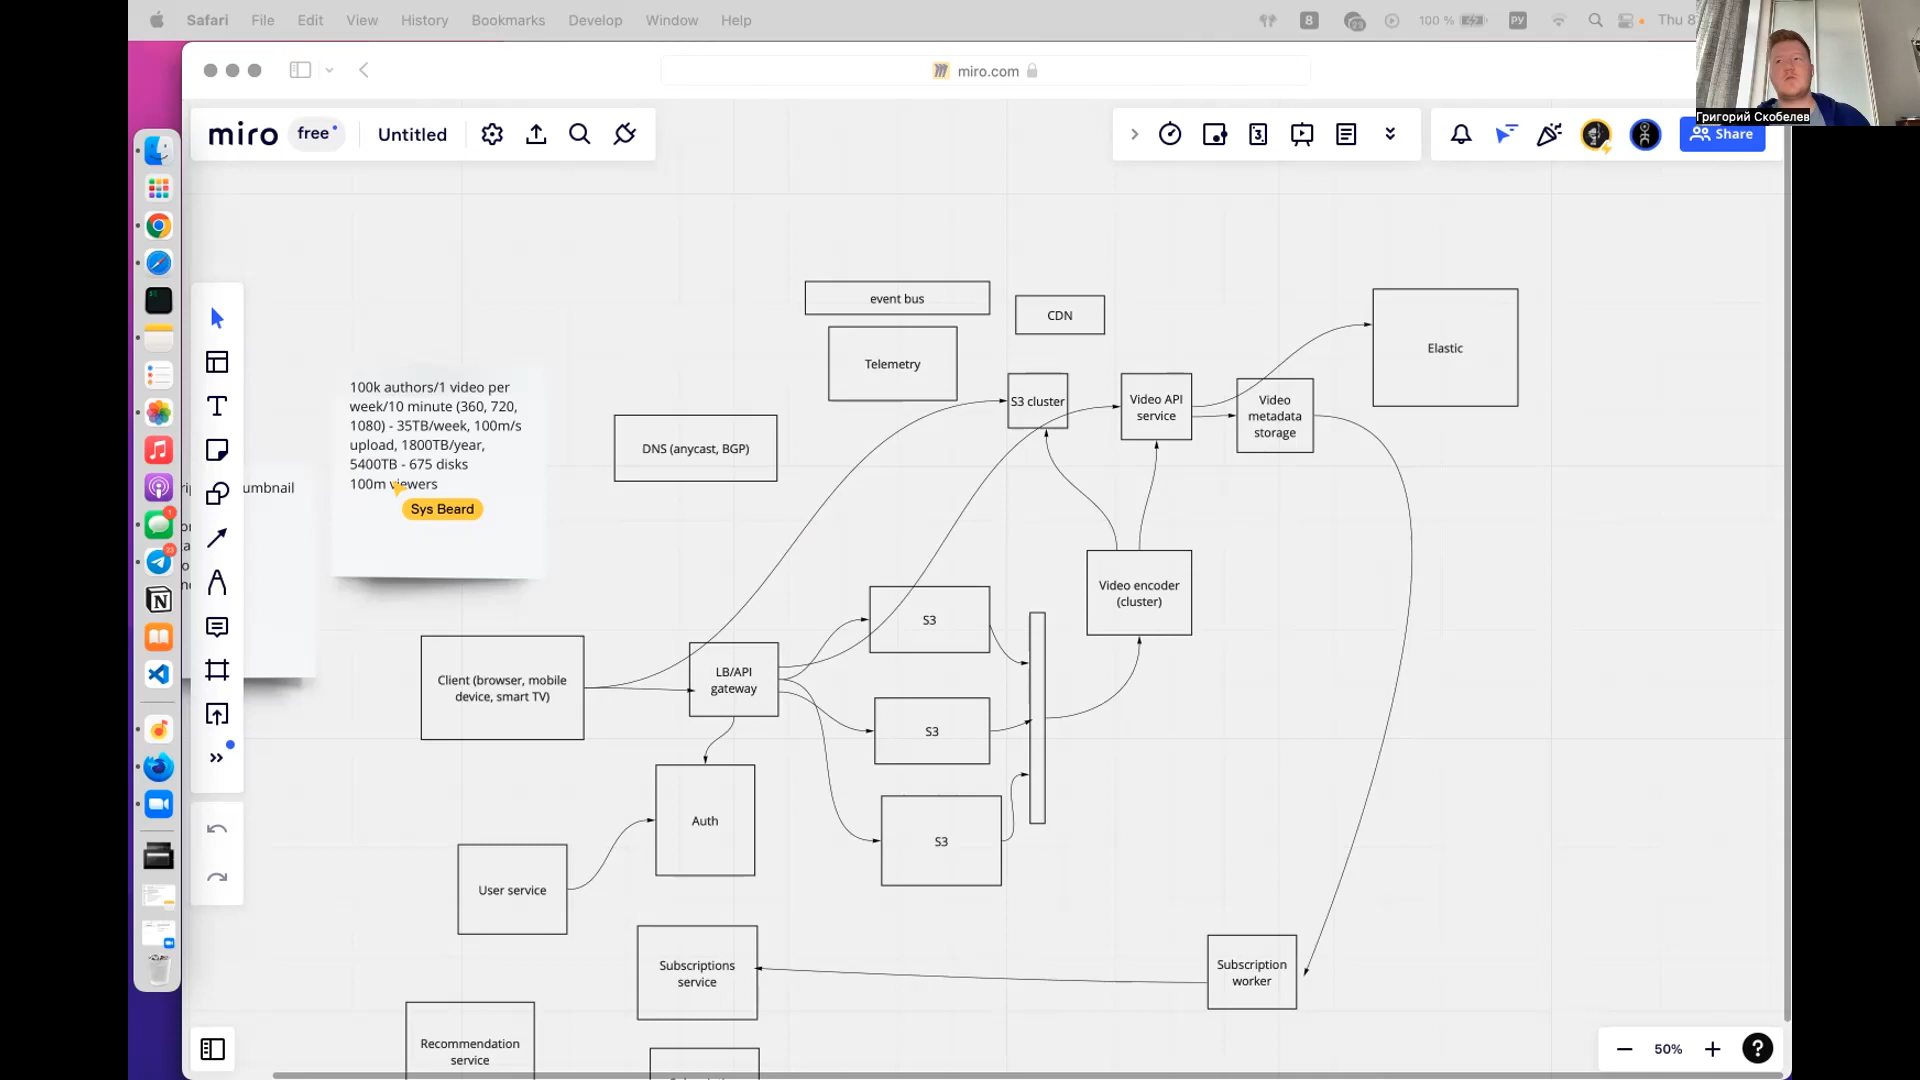 Safari File Edit View History Bookmarks Develop Window Help
8
100 %
РУ
Thu 8
Григорий Скобелев
miro.com
miro
free
Untitled
3
Share
event bus
CDN
Telemetry
Elastic
S3 cluster
Video API
service
Video
metadata
storage
100k authors/1 video per
week/10 minute (360, 720,
1080) - 35TB/week, 100m/s
upload, 1800TB/year,
5400TB - 675 disks
100m viewers
Sys Beard
umbnail
DNS (anycast, BGP)
Video encoder
(cluster)
S3
LB/API
gateway
Client (browser, mobile
device, smart TV)
S3
S3
Auth
User service
Subscriptions
service
Subscription
worker
Recommendation
service
50%
?